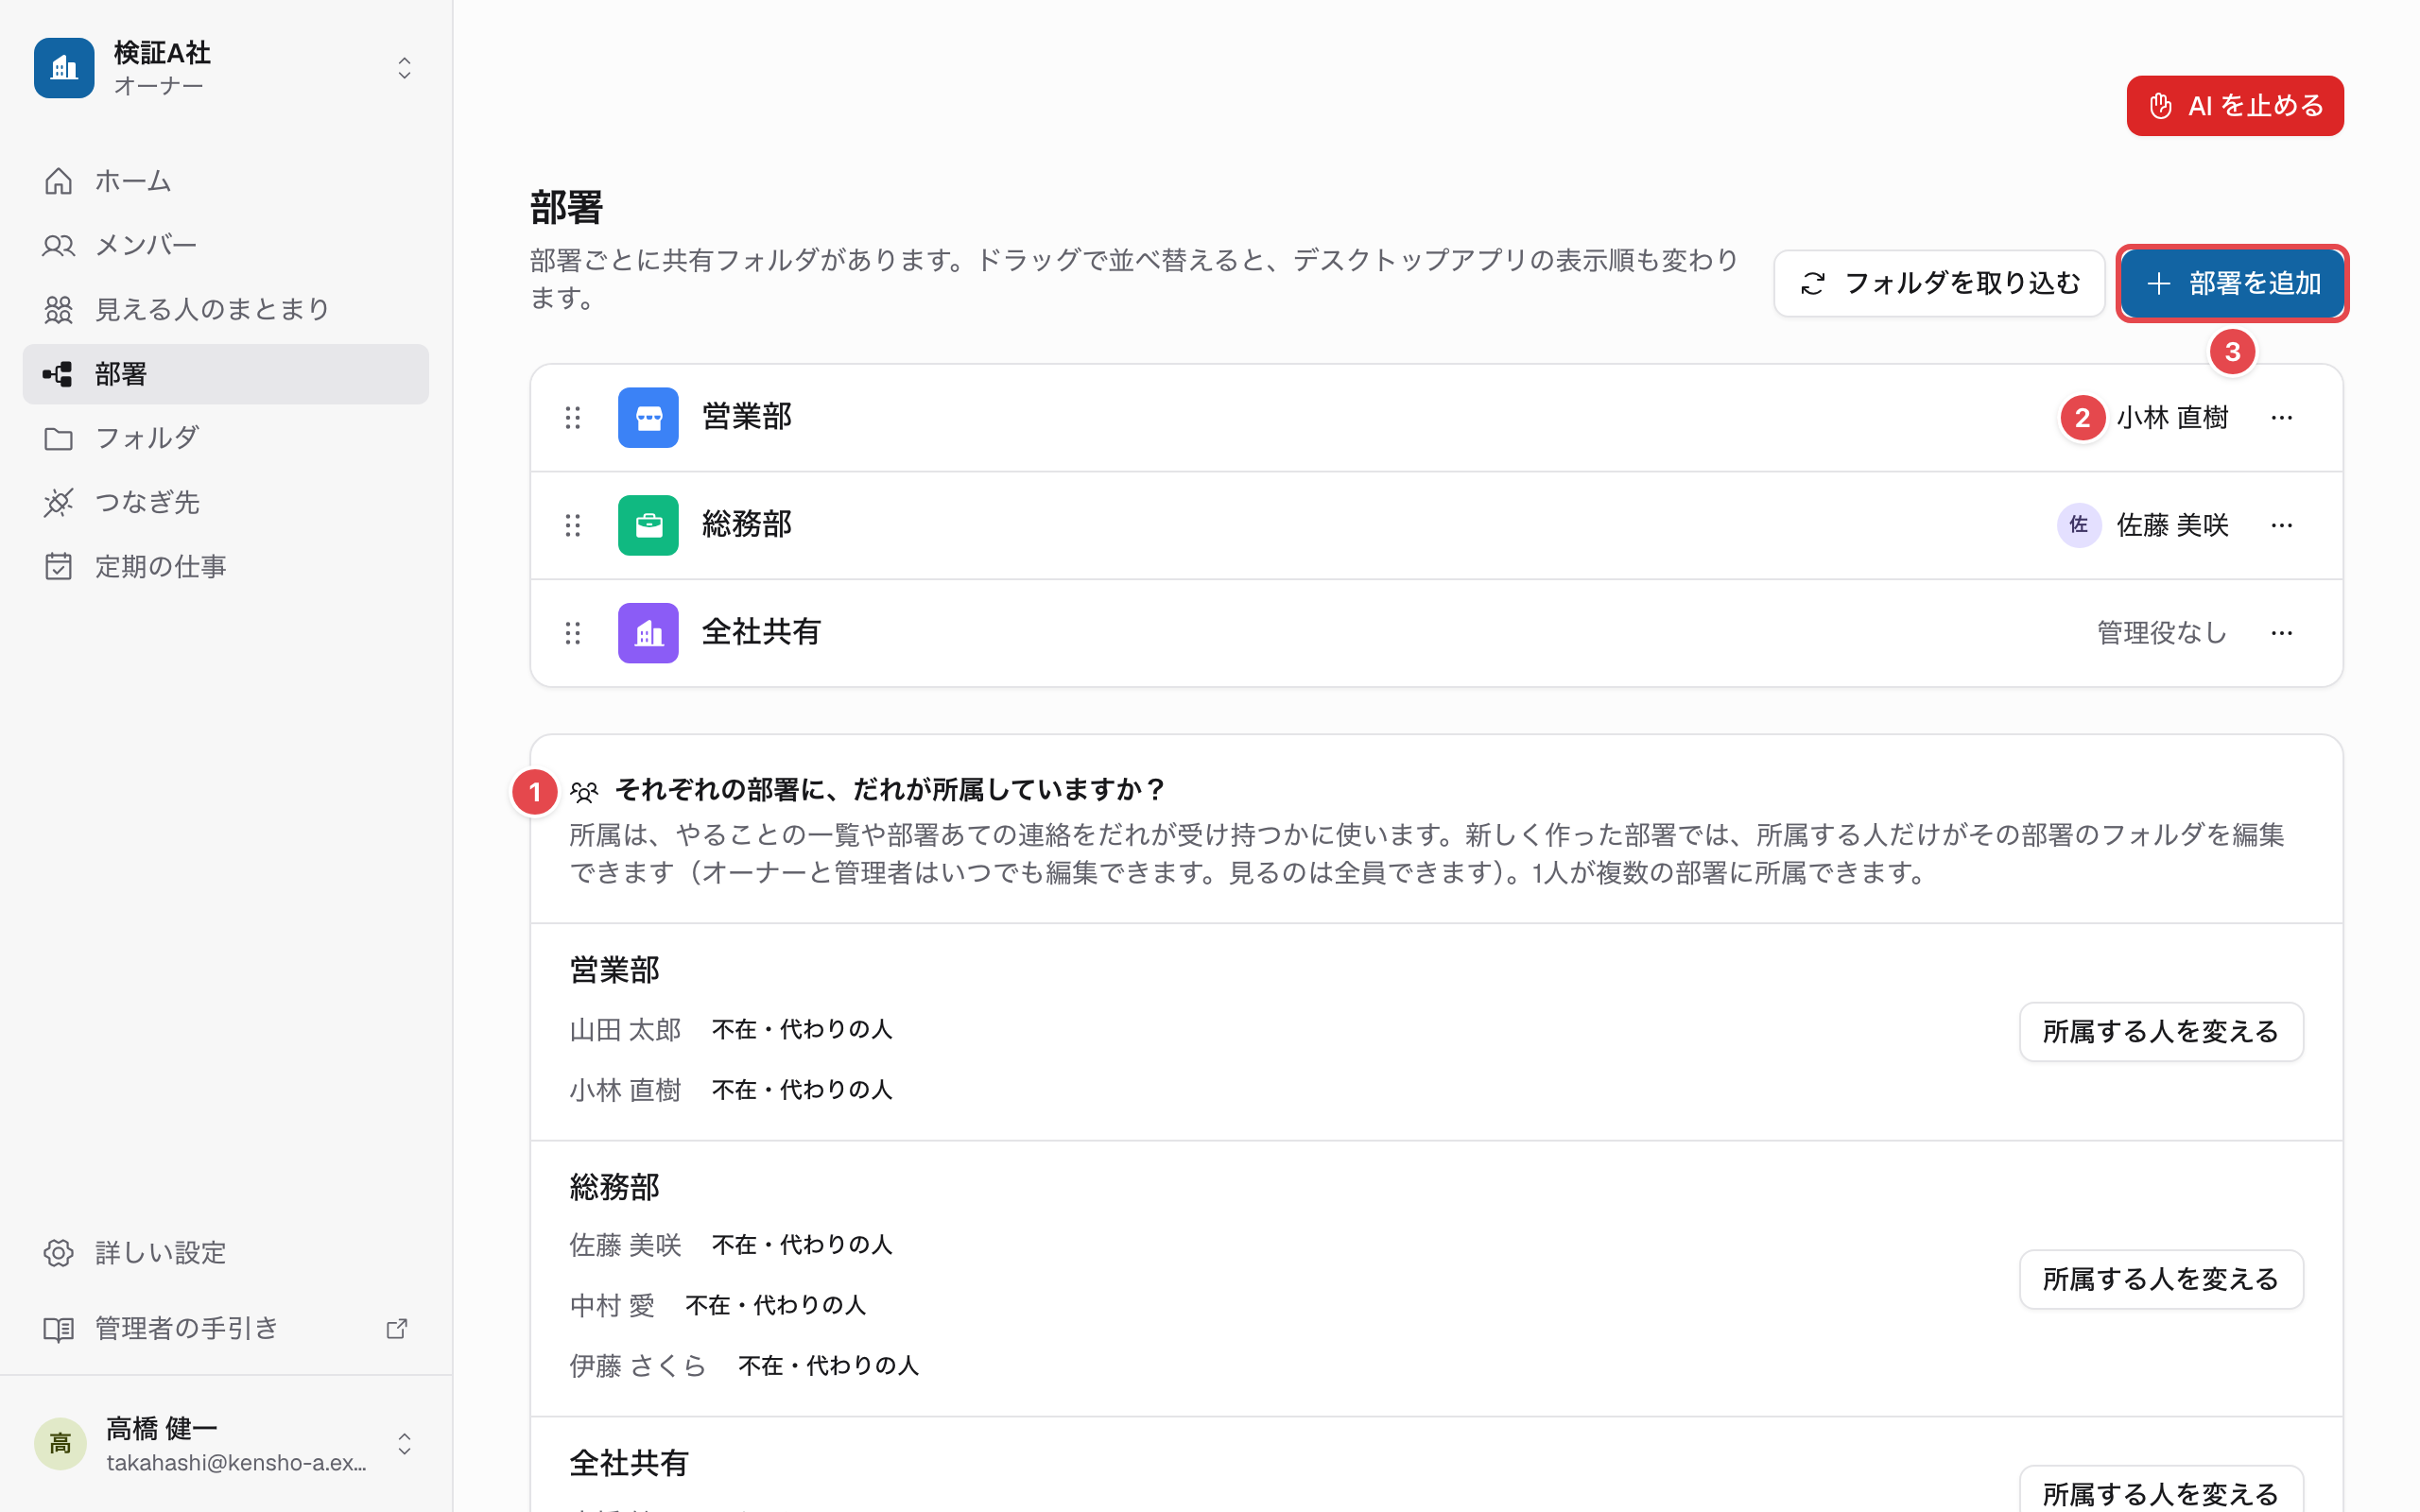 検証A社
オーナー
ホーム
メンバー
見える人のまとまり
部署
フォルダ
つなぎ先
定期の仕事
詳しい設定
管理者の手引き
高
高橋 健一
takahashi@kensho-a.ex...
AI を止める
部署
部署ごとに共有フォルダがあります。ドラッグで並べ替えると、デスクトップアプリの表示順も変わり
ます。
フォルダを取り込む
部署を追加
3
営業部
2 小林 直樹
総務部
佐 佐藤 美咲
全社共有
管理役なし
1 それぞれの部署に、だれが所属していますか？
所属は、やることの一覧や部署あての連絡をだれが受け持つかに使います。新しく作った部署では、所属する人だけがその部署のフォルダを編集
できます（オーナーと管理者はいつでも編集できます。見るのは全員できます）。1人が複数の部署に所属できます。
営業部
山田 太郎 不在・代わりの人
小林 直樹 不在・代わりの人
所属する人を変える
総務部
佐藤 美咲 不在・代わりの人
中村 愛 不在・代わりの人
伊藤 さくら 不在・代わりの人
所属する人を変える
全社共有
所属する人を変える